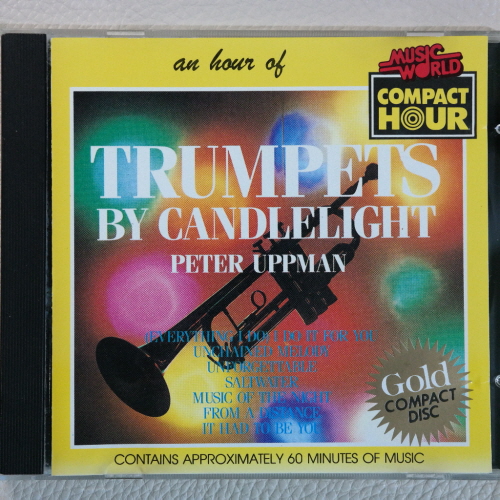 an hour of
MUSIC
WORLD
COMPACT
HOUR
TRUMPETS
BY CANDLELIGHT
PETER UPPMAN
(EVERYTHING I DO) I DO IT FOR YOU
UNCHAINED MELODY
UNFORGETTABLE
SALTWATER
MUSIC OF THE NIGHT
FROM A DISTANCE
IT HAD TO BE YOU
Gold
COMPACT
DISC
CONTAINS APPROXIMATELY 60 MINUTES OF MUSIC